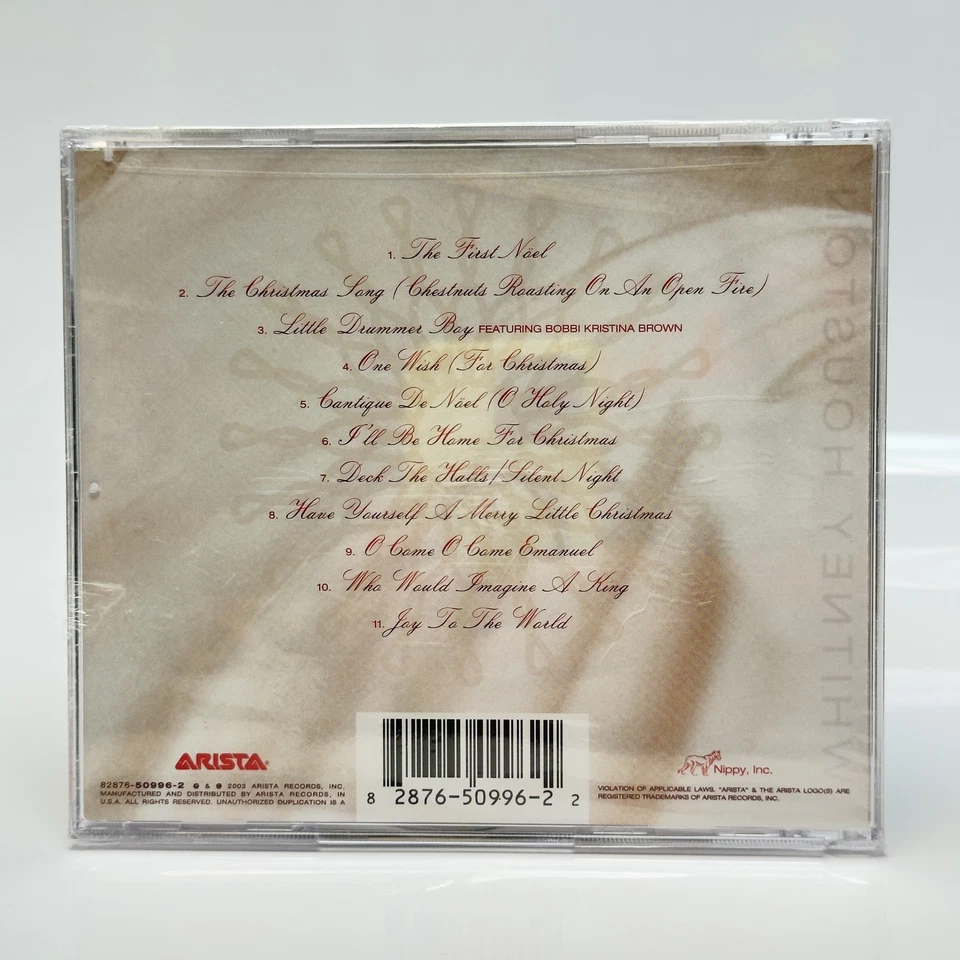 1. The First Näel
2. The Christmas Song (Chestnuts Roasting On An Open Fire)
3. Little Drummer Boy FEATURING BOBBI KRISTINA BROWN
4. One Wish (For Christmas)
5. Cantique De Näel (O Holy Night)
6. I'll Be Home For Christmas
7. Deck The Halls/Silent Night
8. Have Yourself A Merry Little Christmas
9. O Come O Come Emanuel
10. Who Would Imagine A King
11. Joy To The World
WHITNEY HOUSTON
ARISTA
82876-50996-2 ℗ & © 2003 ARISTA RECORDS, INC.
MANUFACTURED AND DISTRIBUTED BY ARISTA RECORDS, IN
U.S.A. ALL RIGHTS RESERVED. UNAUTHORIZED DUPLICATION IS A
8 2876-50996-2 2
Nippy, Inc.
VIOLATION OF APPLICABLE LAWS. "ARISTA" & THE ARISTA LOGO(S) ARE
REGISTERED TRADEMARKS OF ARISTA RECORDS, INC.